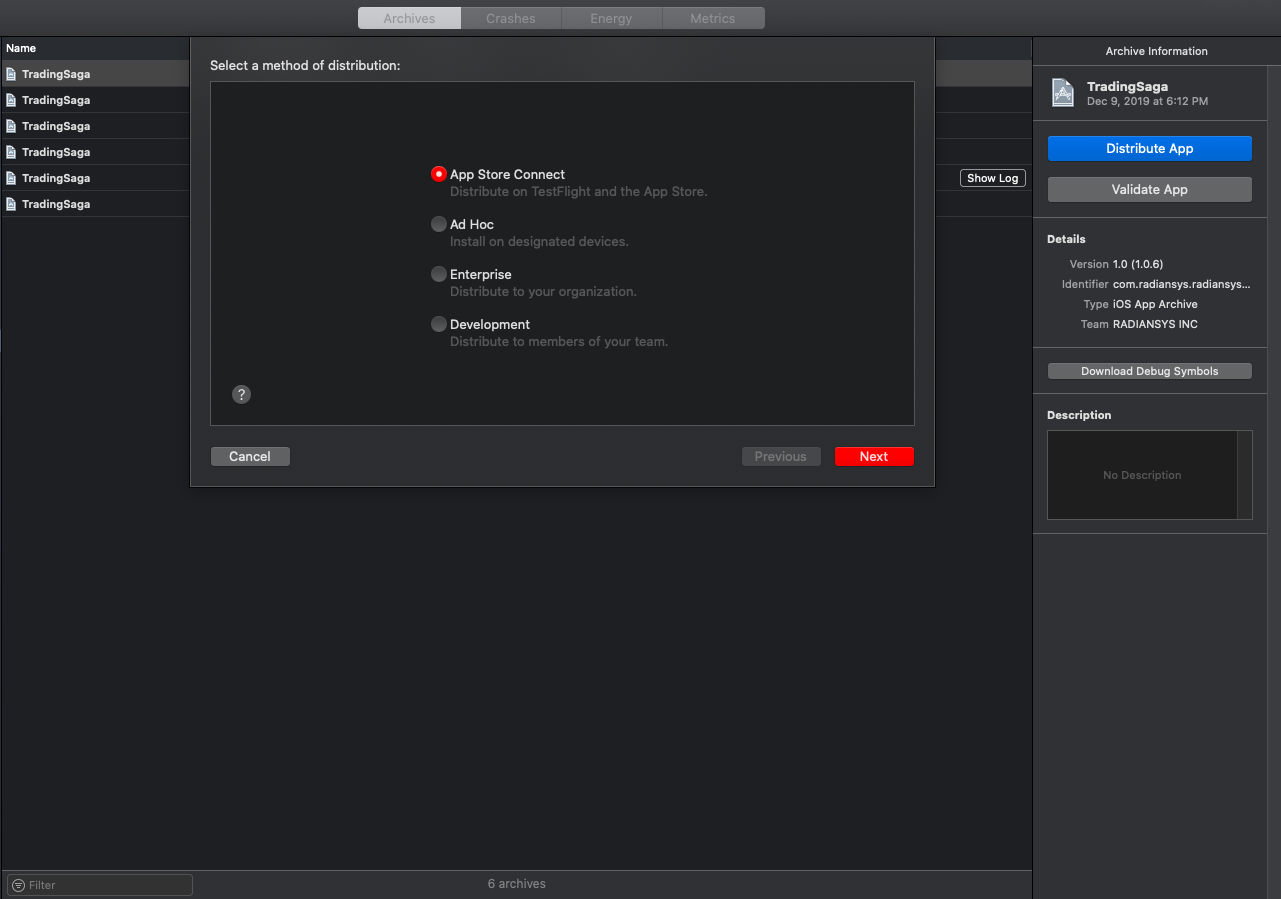 Archives Crashes Energy Metrics
Name
TradingSaga
TradingSaga
TradingSaga
TradingSaga
TradingSaga
TradingSaga
Select a method of distribution:
App Store Connect
Distribute on TestFlight and the App Store.
Ad Hoc
Install on designated devices.
Enterprise
Distribute to your organization.
Development
Distribute to members of your team.
?
Cancel Previous Next
Show Log
Archive Information
TradingSaga
Dec 9, 2019 at 6:12 PM
Distribute App
Validate App
Details
Version 1.0 (1.0.6)
Identifier com.radiansys.radiansys...
Type iOS App Archive
Team RADIANSYS INC
Download Debug Symbols
Description
No Description
Filter
6 archives